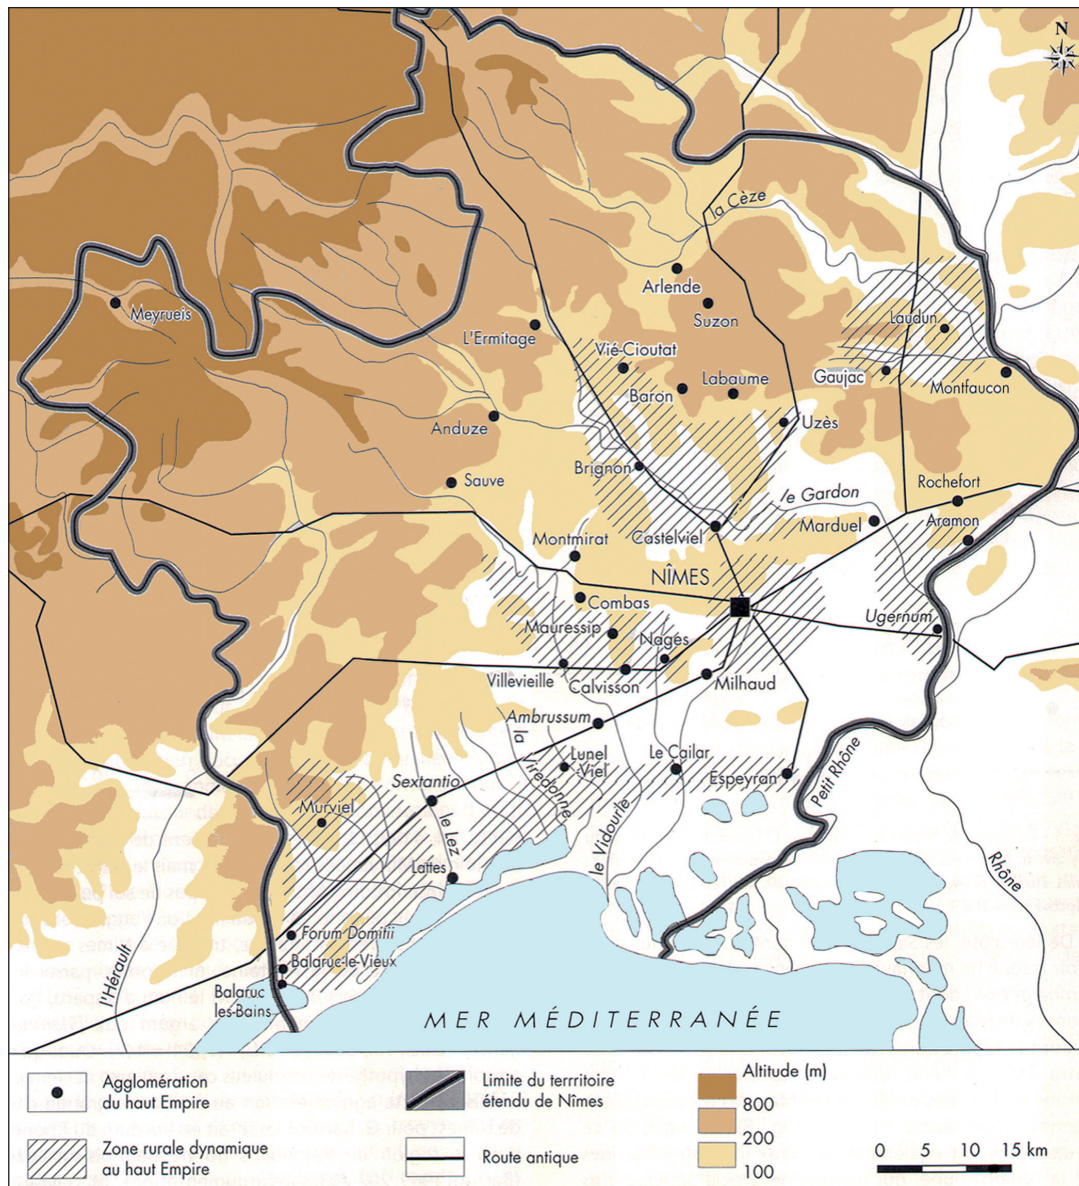 N
la Cèze
Arlende
Meyrueis
Suzon
Laudun
L'Ermitage
Vié-Cioutat
Gaujac
Montfaucon
Labaume
Baron
Anduze
Uzès
Brignon
Sauve
Rochefort
le Gardon
Marduel
Aramon
Castelviel
Montmirat
NÎMES
Combas
Ugernum
Mauressip
Nages
Villevieille
Calvisson
Milhaud
Ambrussum
la Viredonne
Lunel
-Viel
Le Cailar
Espeyran
Sextantio
Petit Rhône
Murviel
le Lez
le Vidourle
Lattes
Rhône
Forum Domitii
Balaruc-le-Vieux
l'Hérault
Balaruc
les-Bains
MER MÉDITERRANÉE
Agglomération
du haut Empire
Limite du terrritoire
étendu de Nîmes
Altitude (m)
800
200
100
Zone rurale dynamique
au haut Empire
Route antique
0 5 10 15 km